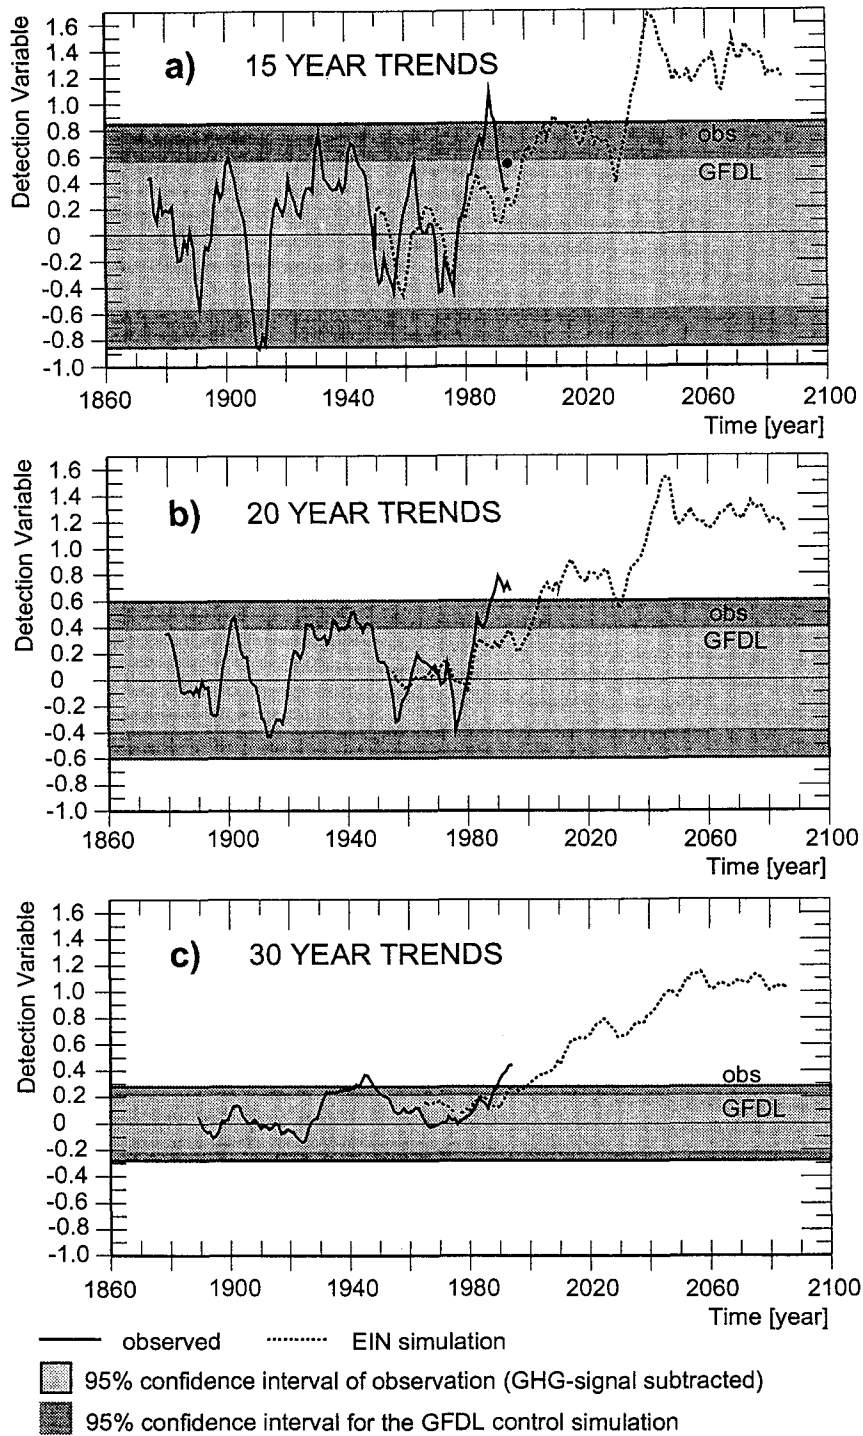 Detection Variable
1.6
1.4
1.2
1.0
0.8
0.6
0.4
0.2
0
-0.2
-0.4
-0.6
-0.8
-1.0
a) 15 YEAR TRENDS
obs
GFDL
1860 1900 1940 1980 2020 2060 2100
Time [year]
Detection Variable
1.6
1.4
1.2
1.0
0.8
0.6
0.4
0.2
0
-0.2
-0.4
-0.6
-0.8
-1.0
b) 20 YEAR TRENDS
obs
GFDL
1860 1900 1940 1980 2020 2060 2100
Time [year]
Detection Variable
1.6
1.4
1.2
1.0
0.8
0.6
0.4
0.2
0
-0.2
-0.4
-0.6
-0.8
-1.0
c) 30 YEAR TRENDS
obs
GFDL
1860 1900 1940 1980 2020 2060 2100
Time [year]
observed EIN simulation
95% confidence interval of observation (GHG-signal subtracted)
95% confidence interval for the GFDL control simulation